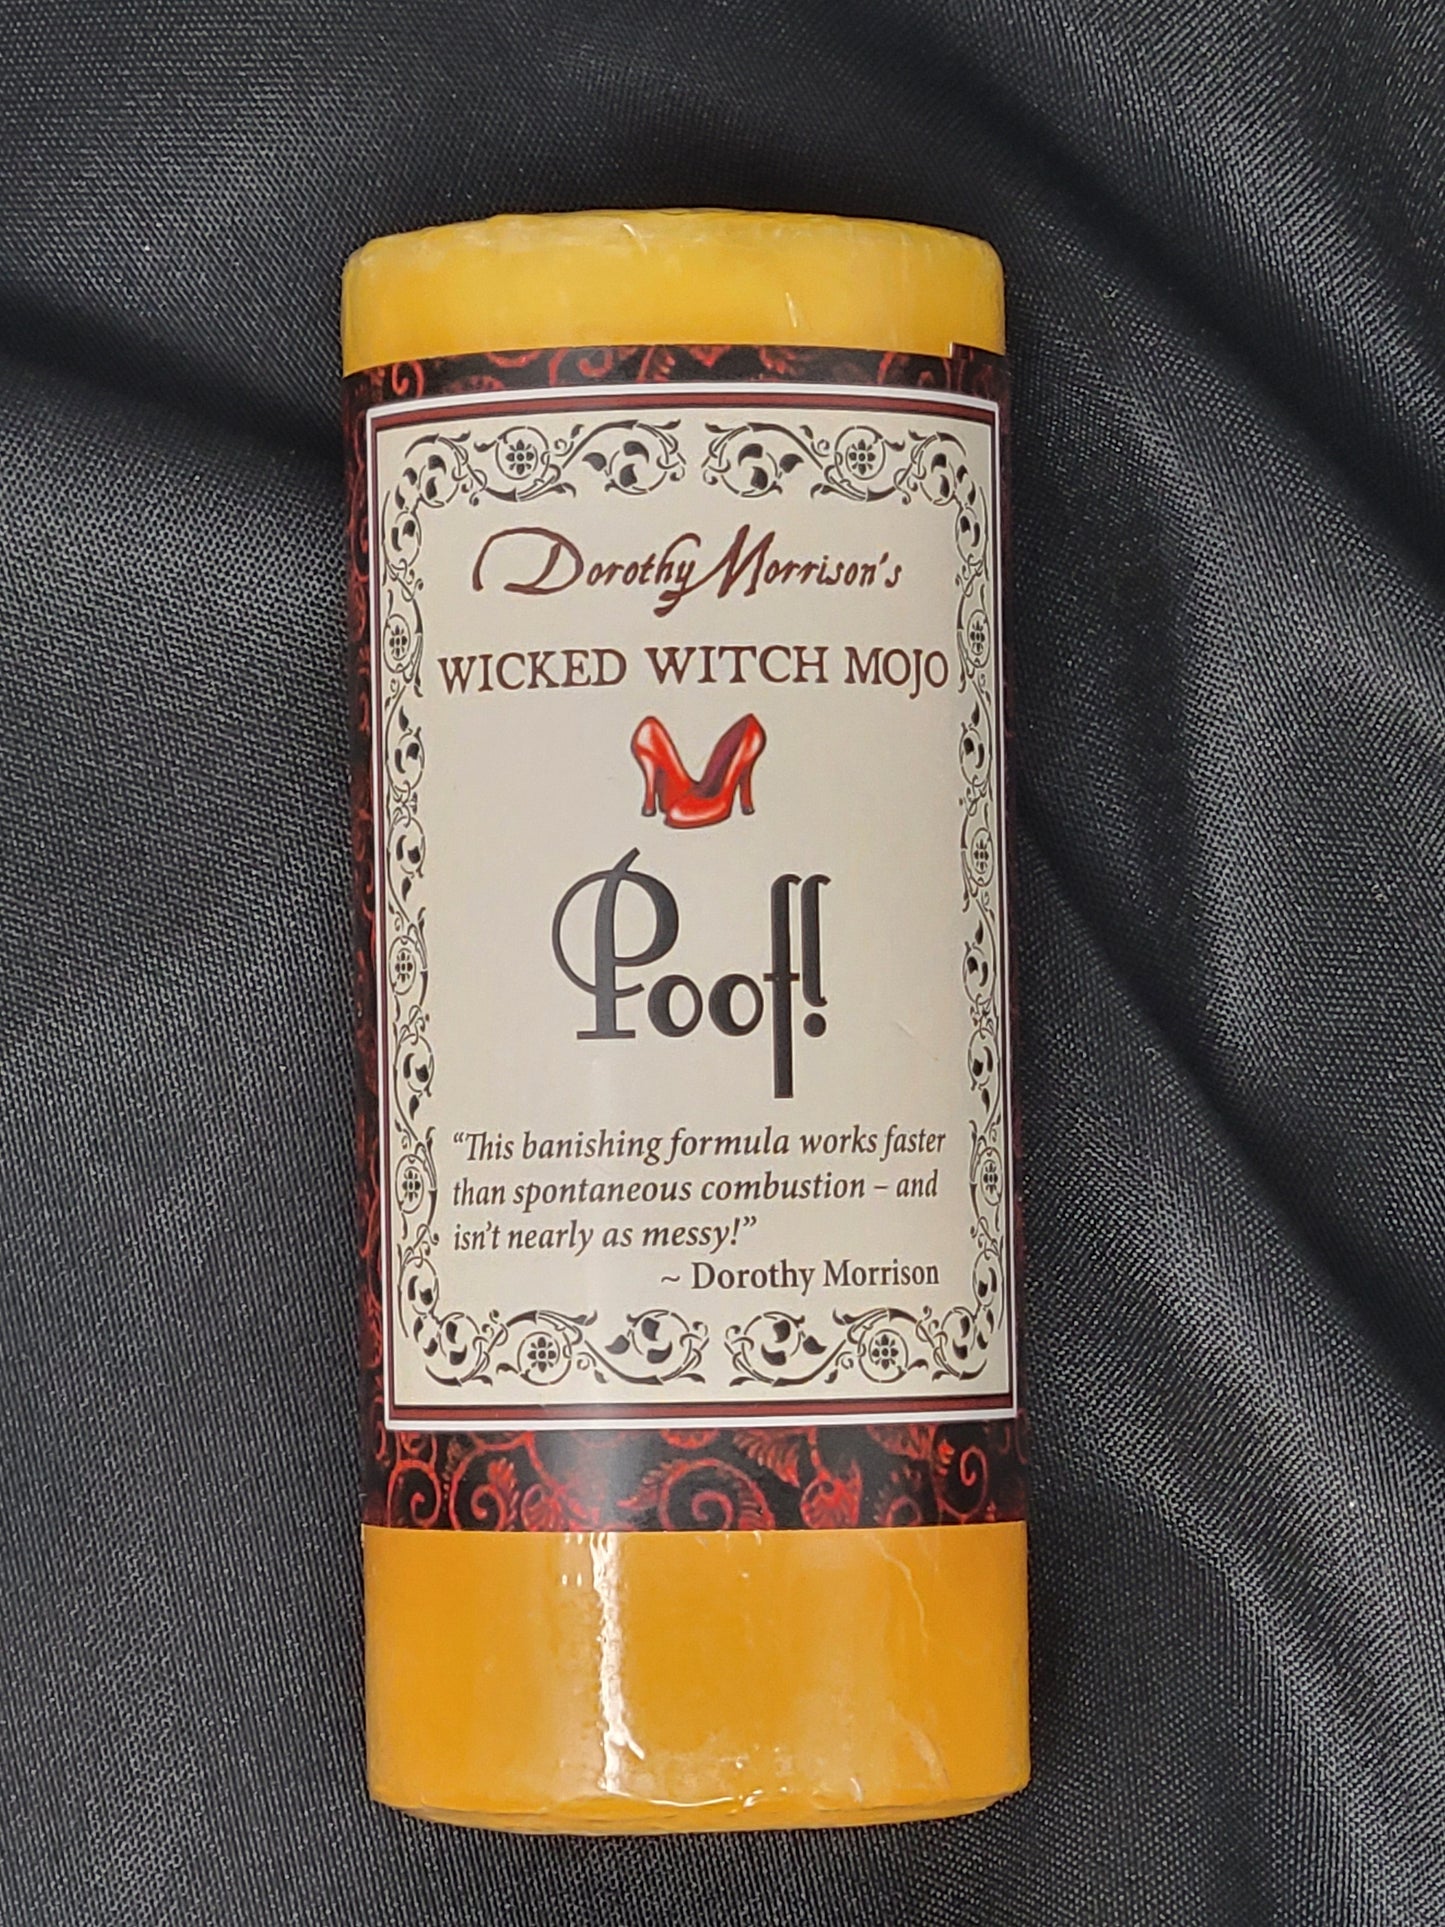 Dorothy Morrison's
WICKED WITCH MOJO
Poof!
“This banishing formula works faster
than spontaneous combustion – and
isn't nearly as messy!”
~ Dorothy Morrison